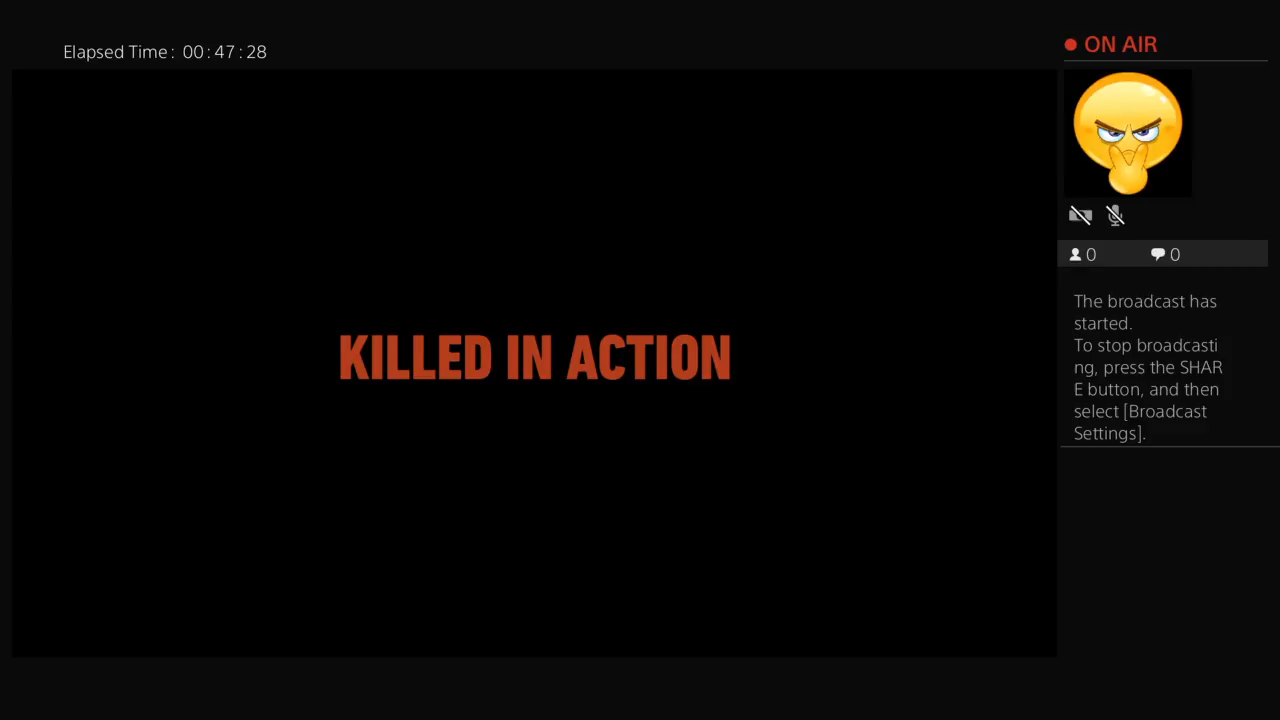 Elapsed Time: 00:47:28
ON AIR
KILLED IN ACTION
0
0
The broadcast has
started.
To stop broadcasti
ng, press the SHAR
E button, and then
select [Broadcast
Settings].